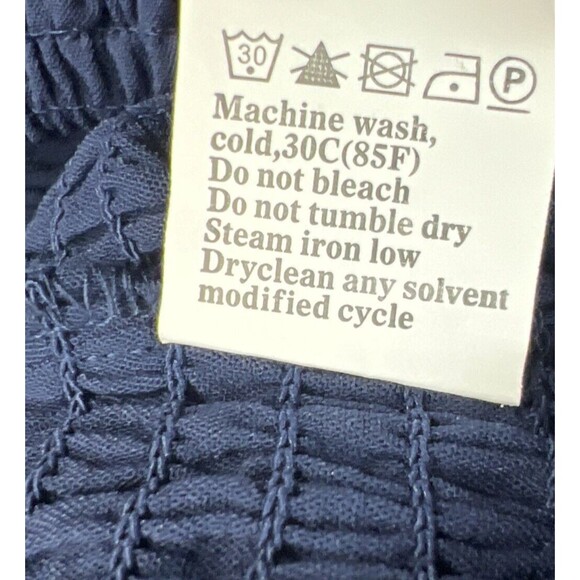 30 P
Machine wash,
cold,30C(85F)
Do not bleach
Do not tumble dry
Steam iron low
Dryclean any solvent
modified cycle